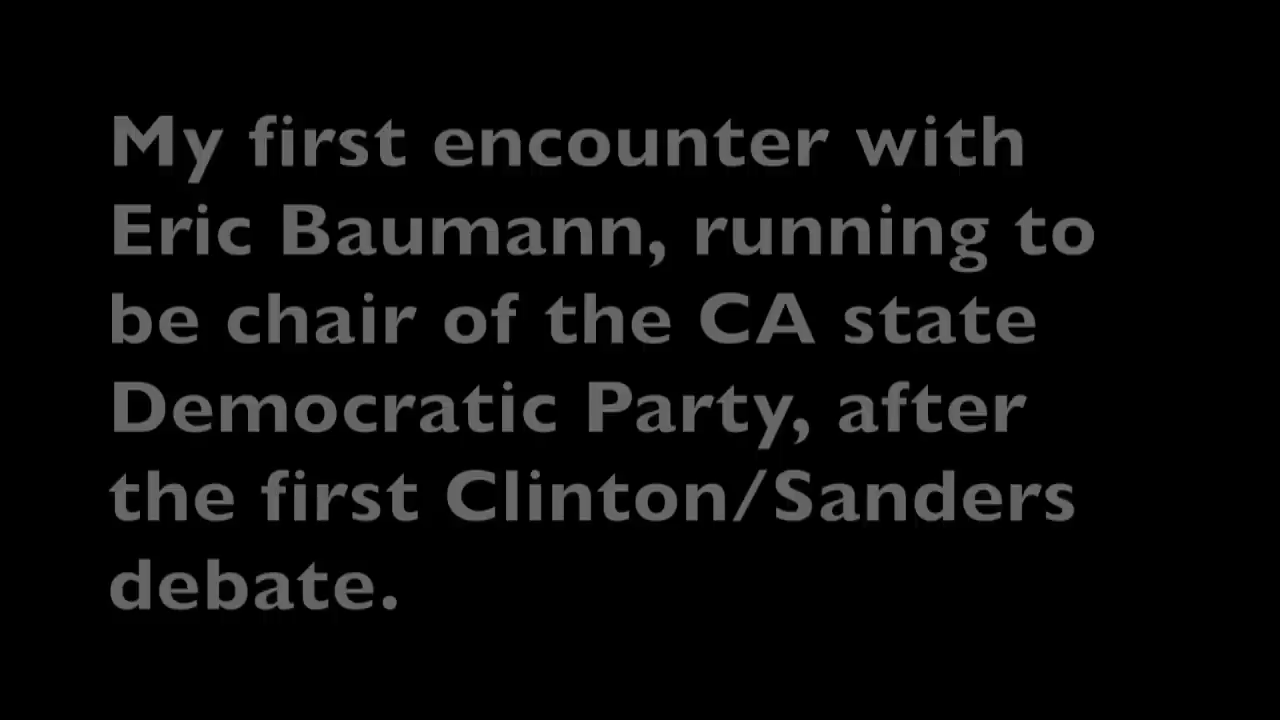 My first encounter with
Eric Baumann, running to
be chair of the CA state
Democratic Party, after
the first Clinton/Sanders
debate.